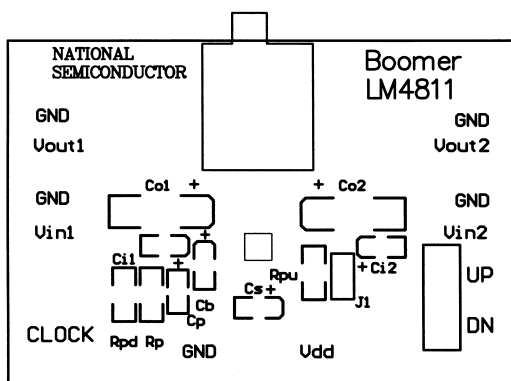 NATIONAL
SEMICONDUCTOR
Boomer
LM4811
GND
GND
Vout1
Vout2
Co1 +
+ Co2
GND
GND
Vin1
Vin2
+
Ci1
+
+ Ci2
Rpu
UP
Cs +
J1
Cb
Cp
CLOCK
DN
Rpd
Rp
GND
Vdd